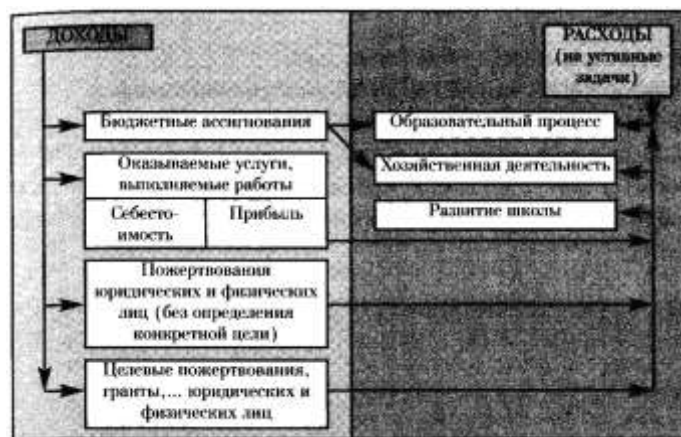 ДОХОДЫ
РАСХОДЫ
(на уставные
задачи)
Бюджетные ассигнования
Образовательный процесс
Оказываемые услуги,
выполняемые работы
Хозяйственная деятельность
Себесто-
имость
Прибыль
Развитие школы
Пожертвования
юридических и физических
лиц (без определения
конкретной цели)
Целевые пожертвования,
гранты,... юридических и
физических лиц